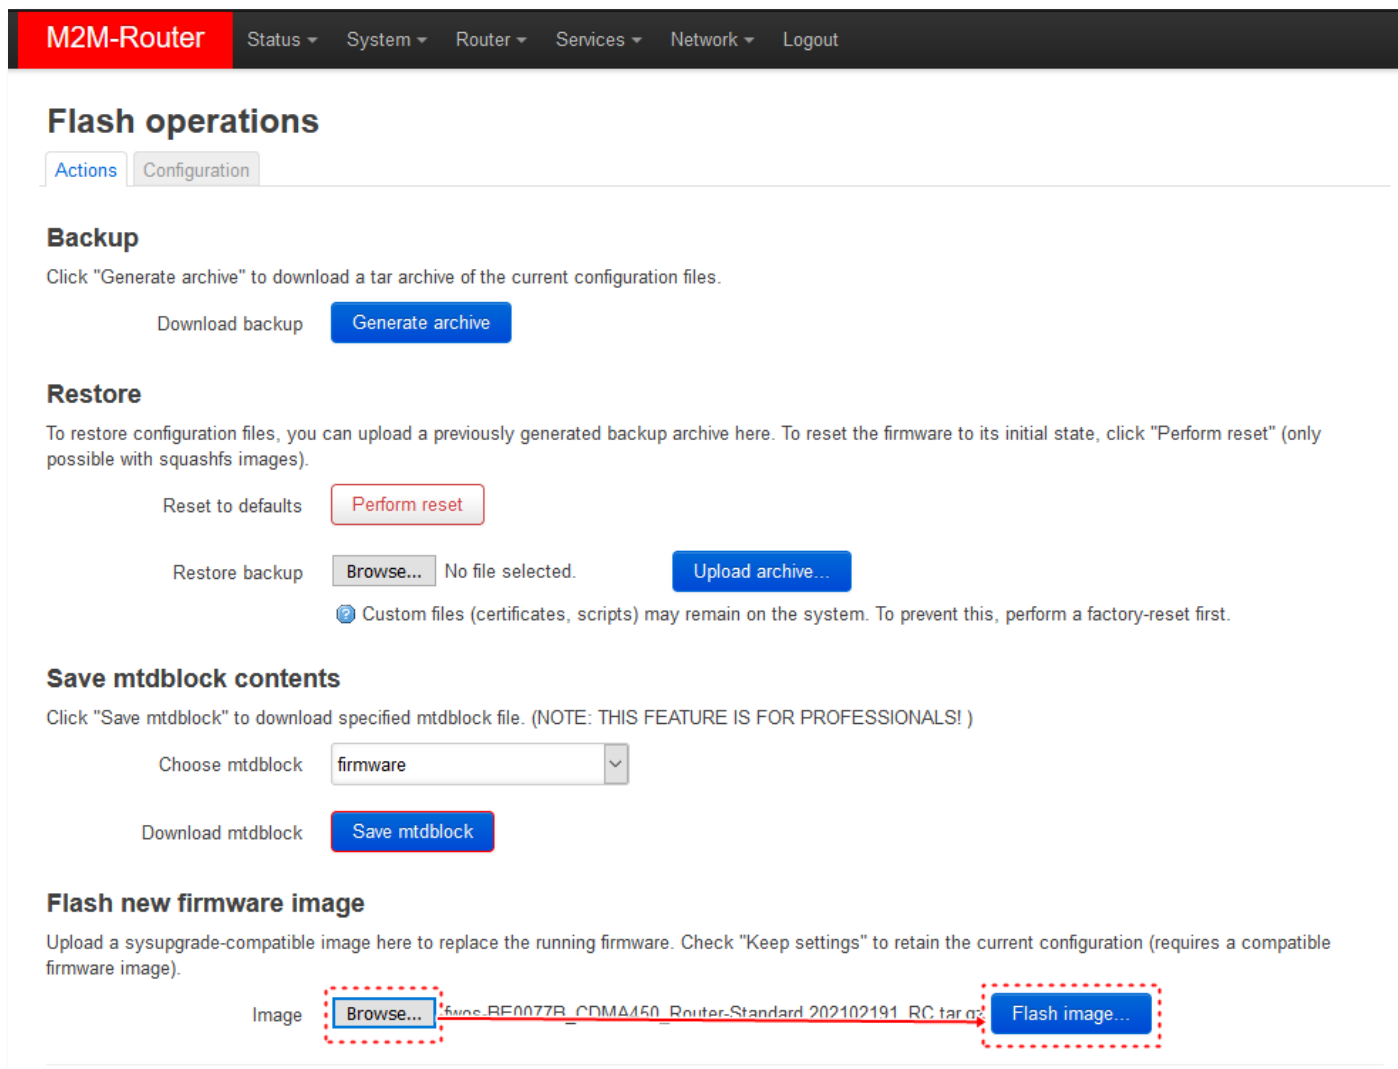 M2M-Router Status System Router Services Network Logout
Flash operations
Actions Configuration
Backup
Click "Generate archive" to download a tar archive of the current configuration files.
Download backup Generate archive
Restore
To restore configuration files, you can upload a previously generated backup archive here. To reset the firmware to its initial state, click "Perform reset" (only
possible with squashfs images).
Reset to defaults Perform reset
Restore backup Browse... No file selected. Upload archive...
Custom files (certificates, scripts) may remain on the system. To prevent this, perform a factory-reset first.
Save mtdblock contents
Click "Save mtdblock" to download specified mtdblock file. (NOTE: THIS FEATURE IS FOR PROFESSIONALS! )
Choose mtdblock firmware
Download mtdblock Save mtdblock
Flash new firmware image
Upload a sysupgrade-compatible image here to replace the running firmware. Check "Keep settings" to retain the current configuration (requires a compatible
firmware image).
Image Browse... fwos-BE0077B_CDMA450_Router-Standard.202102191_RC.tar.gz Flash image...